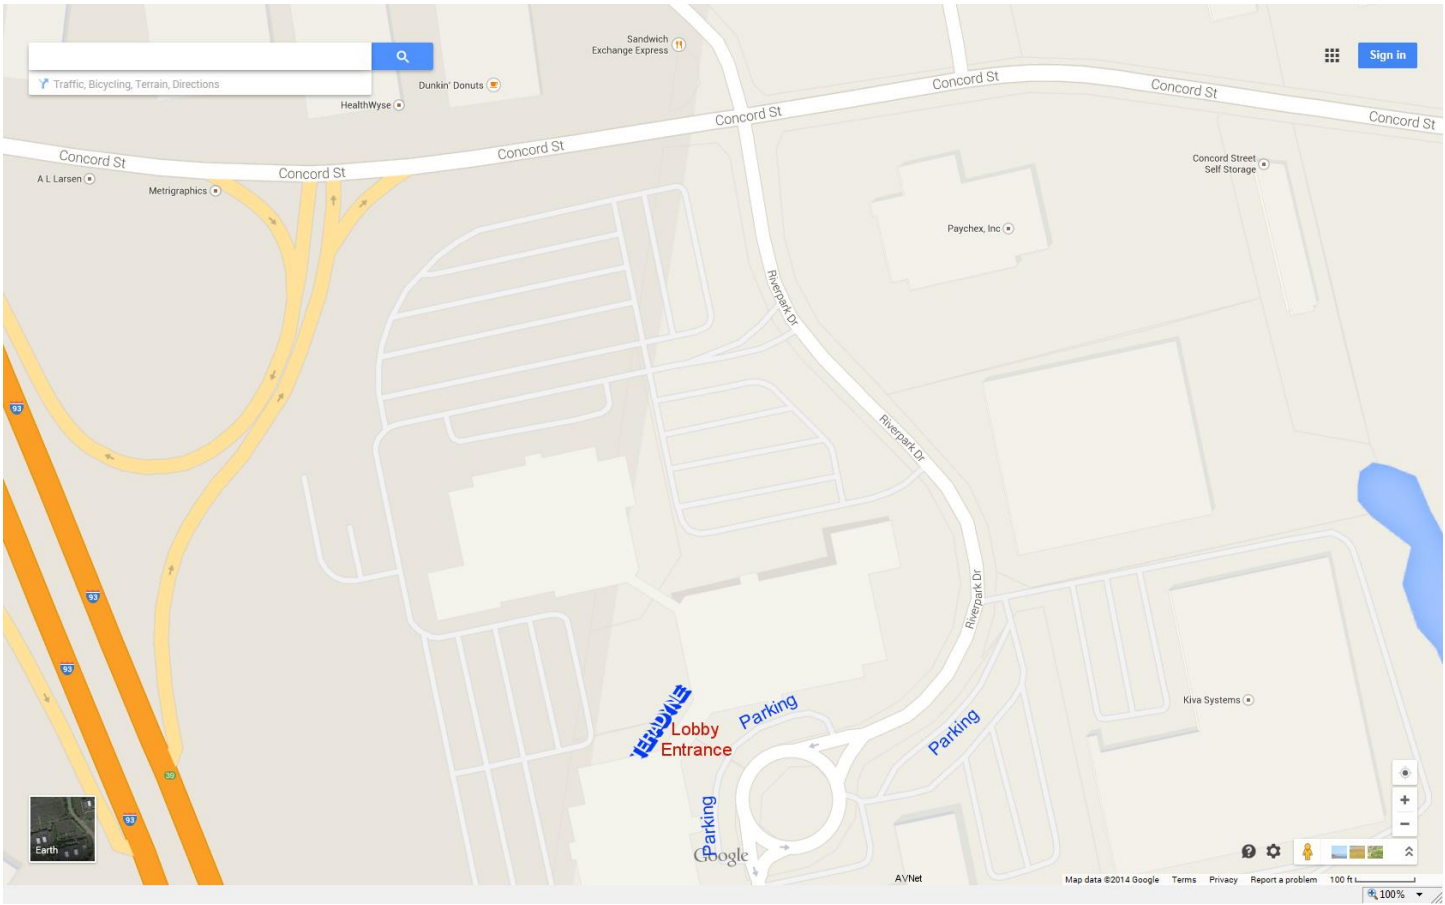 Sandwich
Exchange Express
Sign in
Traffic, Bicycling, Terrain, Directions
Dunkin' Donuts
HealthWyse
Concord St
Concord St
Concord St
Concord St
Concord St
Concord St
Concord St
A L Larsen
Metrigraphics
Concord Street
Self Storage
Paychex, Inc
Riverpark Dr
93
Riverpark Dr
93
Riverpark Dr
93
TERADYNE
Lobby
Entrance
Parking
Parking
Kiva Systems
39
Parking
93
Earth
Google
AVNet
Map data ©2014 Google Terms Privacy Report a problem 100 ft
100%